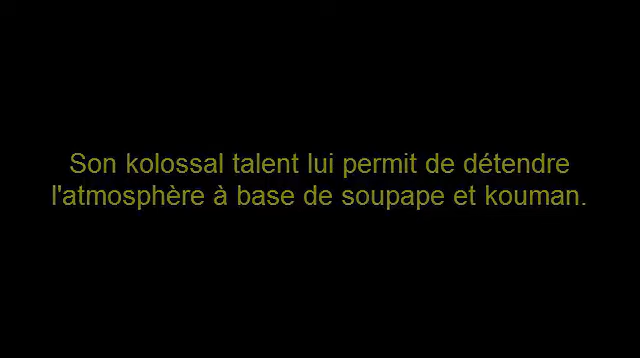 Son kolossal talent lui permit de détendre
l'atmosphère à base de soupape et kouman.